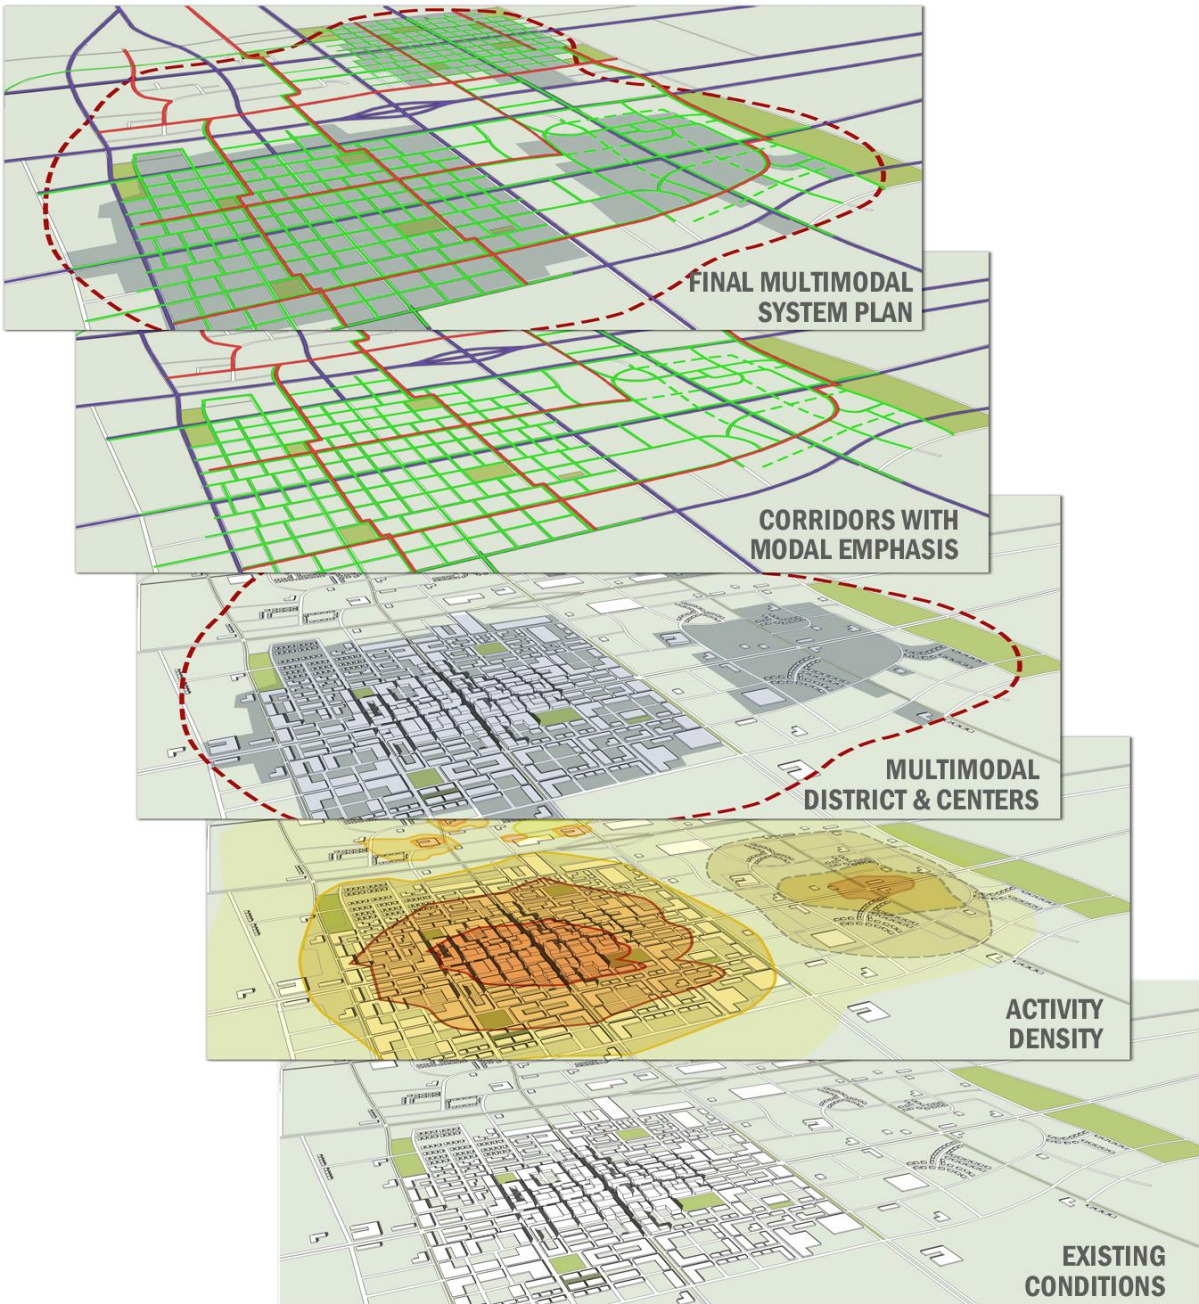 FINAL MULTIMODAL
SYSTEM PLAN
CORRIDORS WITH
MODAL EMPHASIS
MULTIMODAL
DISTRICT & CENTERS
ACTIVITY
DENSITY
EXISTING
CONDITIONS